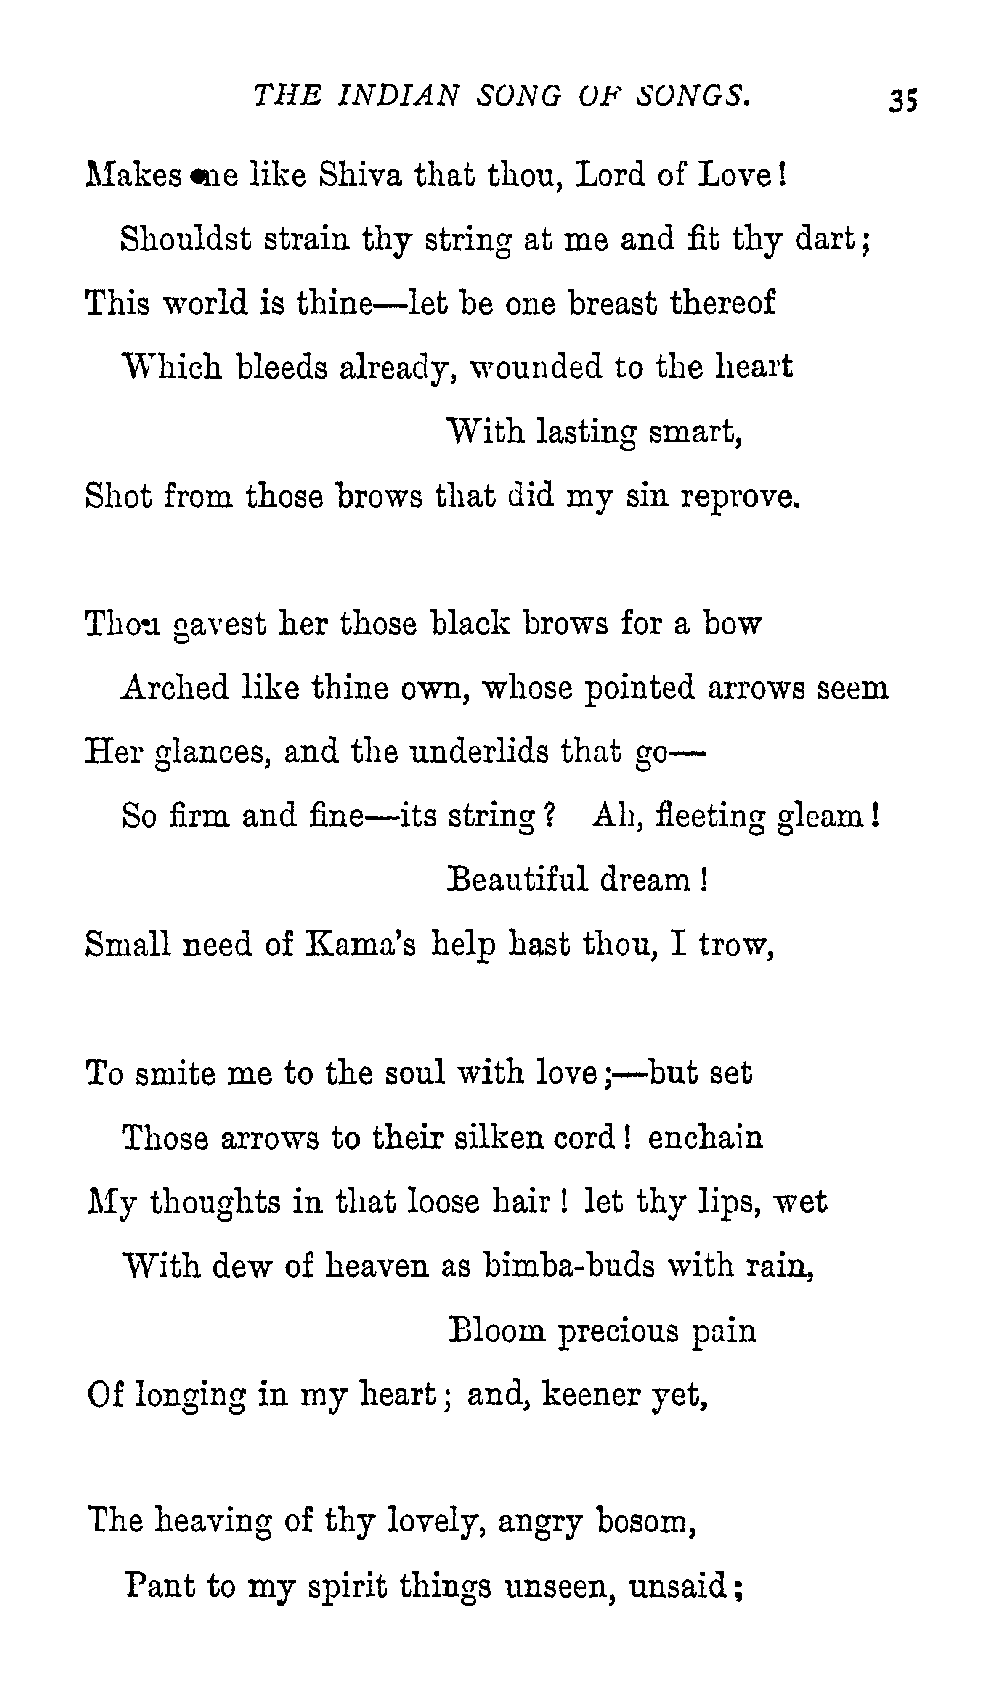 THE INDIAN SONG OF SONGS. 35
Makes me like Shiva that thou, Lord of Love!
Shouldst strain thy string at me and fit thy dart;
This world is thine—let be one breast thereof
Which bleeds already, wounded to the heart
With lasting smart,
Shot from those brows that did my sin reprove.
Thou gavest her those black brows for a bow
Arched like thine own, whose pointed arrows seem
Her glances, and the underlids that go—
So firm and fine—its string? Ah, fleeting gleam!
Beautiful dream!
Small need of Kama's help hast thou, I trow,
To smite me to the soul with love;—but set
Those arrows to their silken cord! enchain
My thoughts in that loose hair! let thy lips, wet
With dew of heaven as bimba-buds with rain,
Bloom precious pain
Of longing in my heart; and, keener yet,
The heaving of thy lovely, angry bosom,
Pant to my spirit things unseen, unsaid;